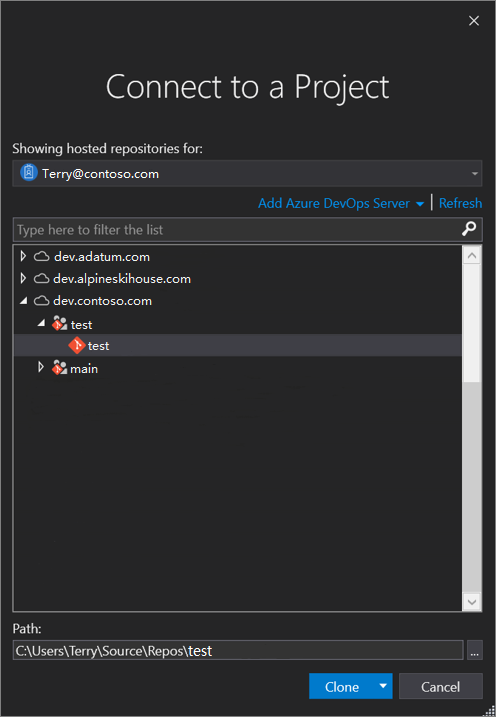 Connect to a Project
Showing hosted repositories for:
Terry@contoso.com
Add Azure DevOps Server | Refresh
Type here to filter the list
dev.adatum.com
dev.alpineskihouse.com
dev.contoso.com
test
test
main
Path:
C:\Users\Terry\Source\Repos\test
...
Clone Cancel